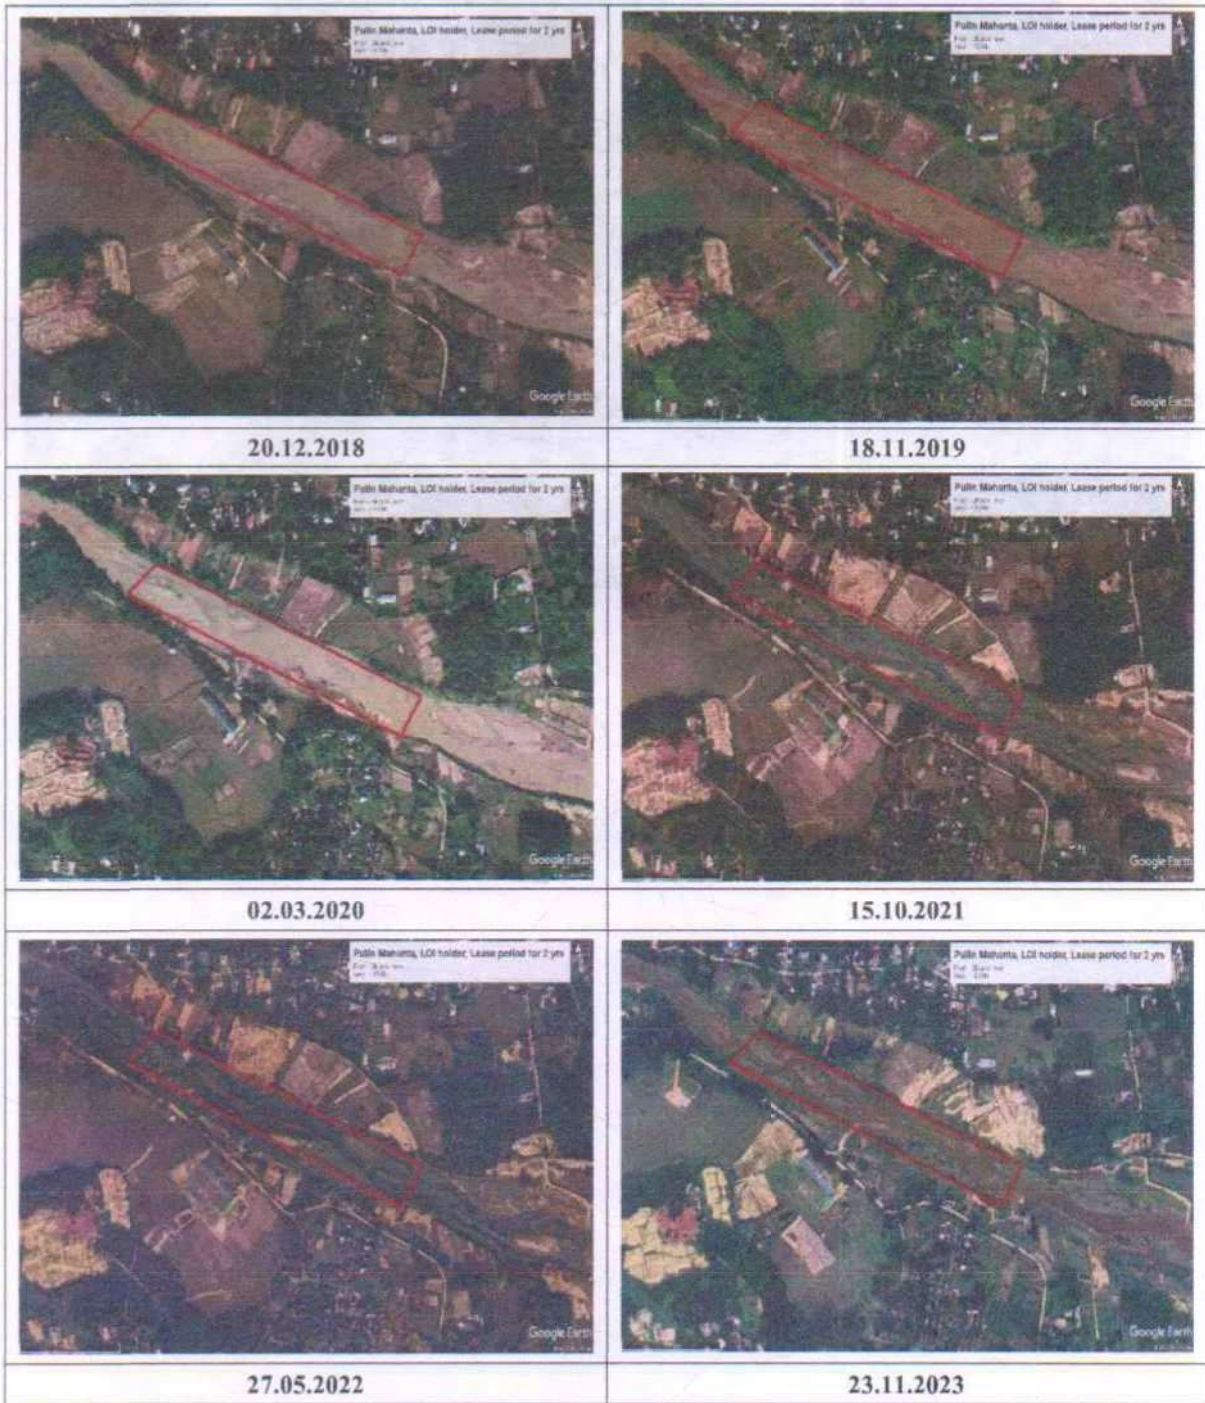 Pulin Mahanta, LOI holder, Lease period for 2 yrs
Google Earth
Pulin Mahanta, LOI holder, Lease period for 2 yrs
Google Earth
20.12.2018
18.11.2019
Pulin Mahanta, LOI holder, Lease period for 2 yrs
Google Earth
Pulin Mahanta, LOI holder, Lease period for 2 yrs
Google Earth
02.03.2020
15.10.2021
Pulin Mahanta, LOI holder, Lease period for 2 yrs
Google Earth
Pulin Mahanta, LOI holder, Lease period for 2 yrs
Google Earth
27.05.2022
23.11.2023